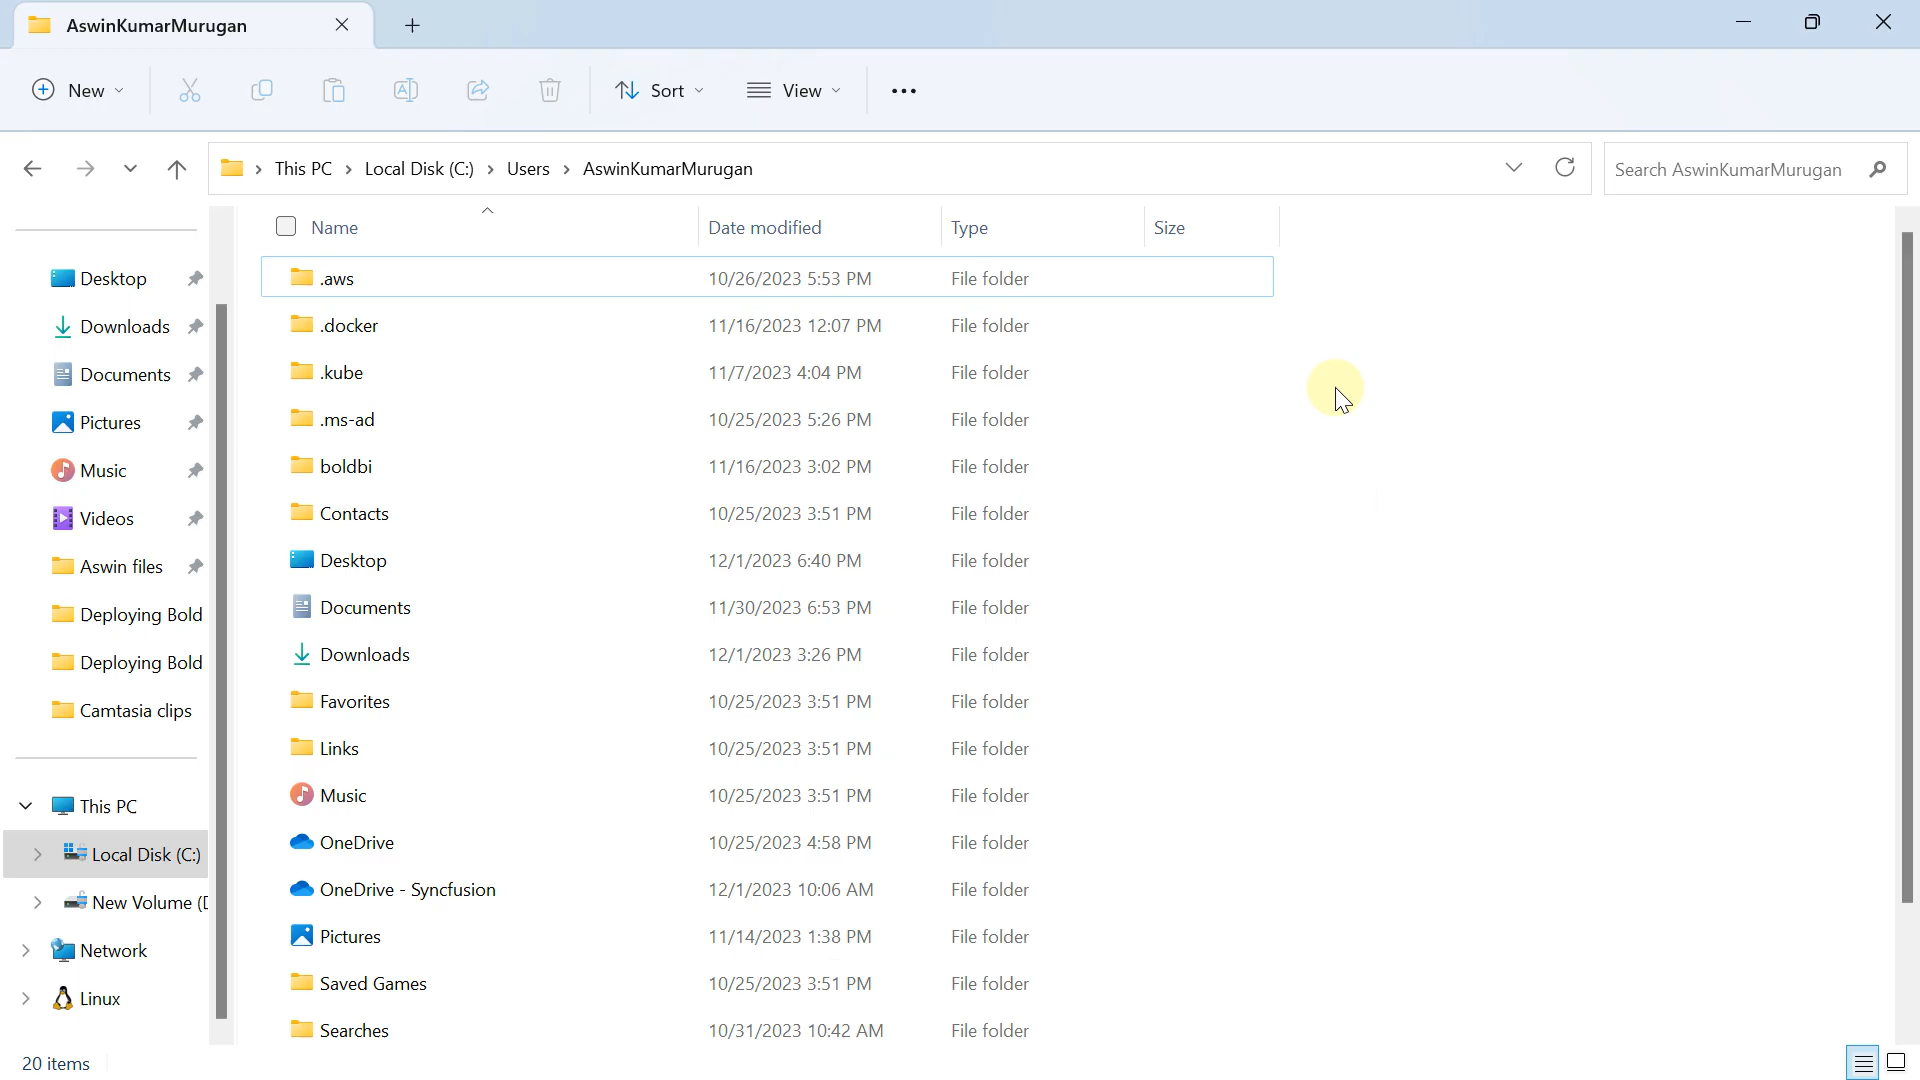 AswinKumarMurugan
New
Sort
View
This PC > Local Disk (C:) > Users > AswinKumarMurugan
Search AswinKumarMurugan
Name Date modified Type Size
.aws 10/26/2023 5:53 PM File folder
.docker 11/16/2023 12:07 PM File folder
.kube 11/7/2023 4:04 PM File folder
.ms-ad 10/25/2023 5:26 PM File folder
boldbi 11/16/2023 3:02 PM File folder
Contacts 10/25/2023 3:51 PM File folder
Desktop 12/1/2023 6:40 PM File folder
Documents 11/30/2023 6:53 PM File folder
Downloads 12/1/2023 3:26 PM File folder
Favorites 10/25/2023 3:51 PM File folder
Links 10/25/2023 3:51 PM File folder
Music 10/25/2023 3:51 PM File folder
OneDrive 10/25/2023 4:58 PM File folder
OneDrive - Syncfusion 12/1/2023 10:06 AM File folder
Pictures 11/14/2023 1:38 PM File folder
Saved Games 10/25/2023 3:51 PM File folder
Searches 10/31/2023 10:42 AM File folder
Desktop
Downloads
Documents
Pictures
Music
Videos
Aswin files
Deploying Bold
Deploying Bold
Camtasia clips
This PC
Local Disk (C:)
New Volume (D
Network
Linux
20 items